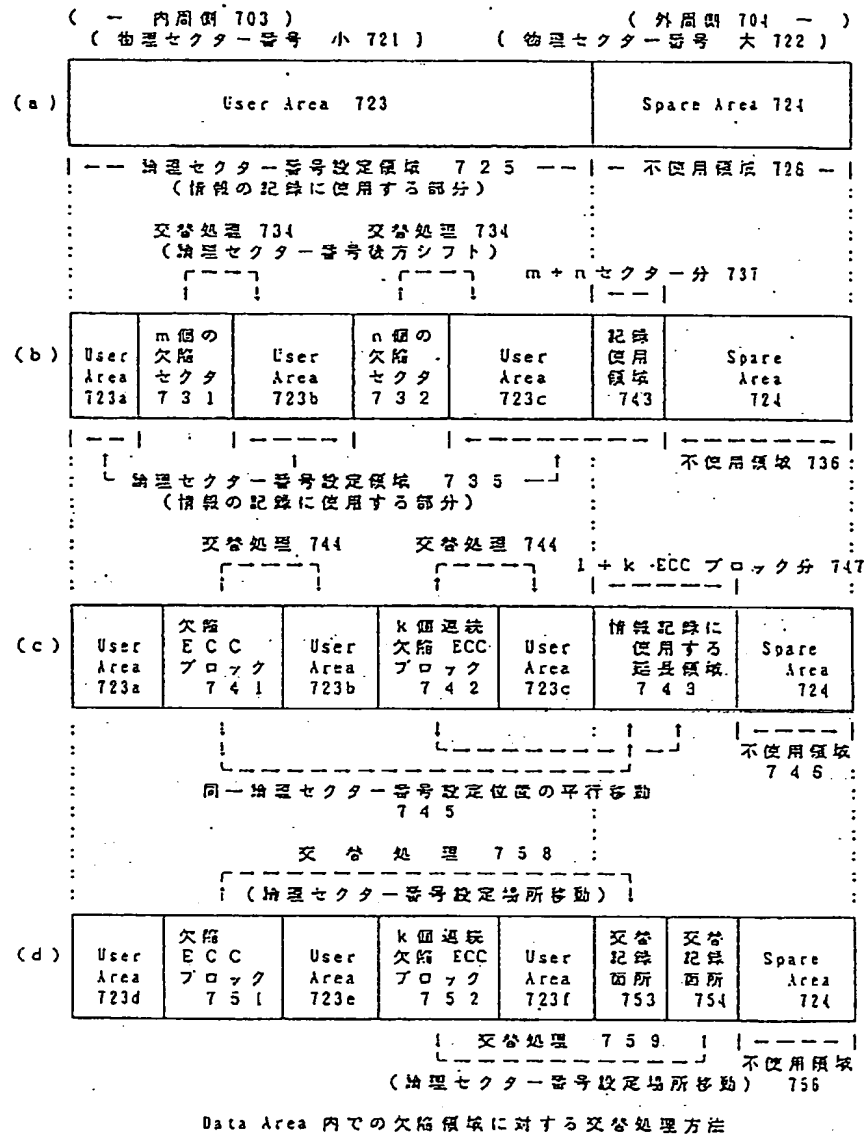 ( ← 内周側 703 ) ( 外周側 704 → )
( 物理セクター番号 小 721 ) ( 物理セクター番号 大 722 )
(a) User Area 723 Spare Area 724
論理セクター番号設定領域 725 不使用領域 726
(情報の記録に使用する部分)
交替処理 734 交替処理 734
(論理セクター番号後方シフト)
m + n セクター分 737
(b)
User Area 723a
m個の欠陥セクタ 731
User Area 723b
n個の欠陥セクタ 732
User Area 723c
記録使用領域 743
Spare Area 724
不使用領域 736
論理セクター番号設定領域 735
(情報の記録に使用する部分)
交替処理 744 交替処理 744
1 + k ECC ブロック分 747
(c)
User Area 723a
欠陥 ECC ブロック 741
User Area 723b
k個連続欠陥 ECC ブロック 742
User Area 723c
情報記録に使用する延長領域 743
Spare Area 724
不使用領域 746
同一論理セクター番号設定位置の平行移動
745
交替処理 758
(論理セクター番号設定場所移動)
(d)
User Area 723d
欠陥 ECC ブロック 751
User Area 723e
k個連続欠陥 ECC ブロック 752
User Area 723f
交替記録箇所 753
交替記録箇所 754
Spare Area 724
交替処理 759
不使用領域
(論理セクター番号設定場所移動) 756
Data Area 内での欠陥領域に対する交替処理方法